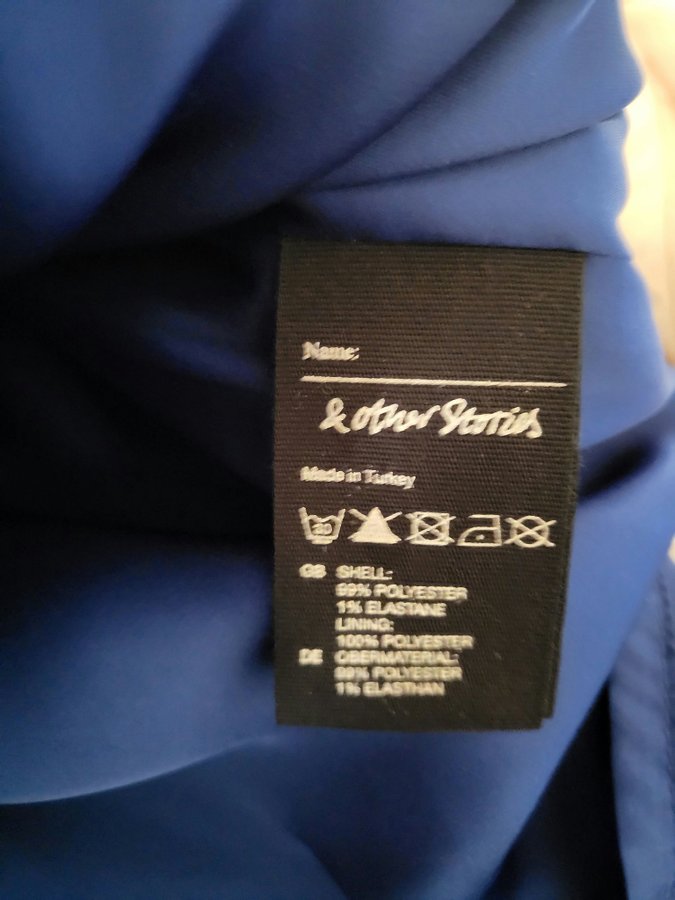 Name:
& other Stories
Made in Turkey
30
GB SHELL:
99% POLYESTER
1% ELASTANE
LINING:
100% POLYESTER
DE OBERMATERIAL:
99% POLYESTER
1% ELASTHAN